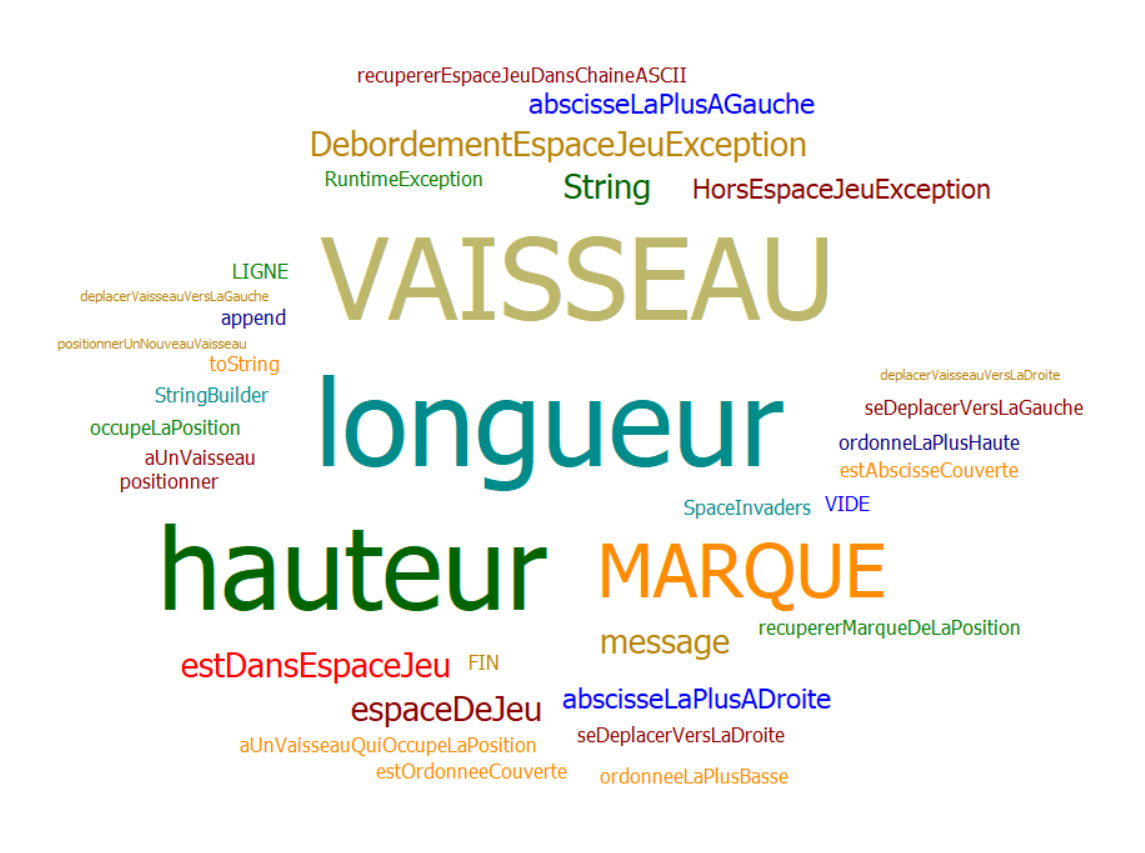 recupererEspaceJeuDansChaineASCII
abscisseLaPlusAGauche
DebordementEspaceJeuException
RuntimeException
String
HorsEspaceJeuException
VAISSEAU
LIGNE
deplacerVaisseauVersLaGauche
append
positionnerUnNouveauVaisseau
toString
deplacerVaisseauVersLaDroite
StringBuilder
longueur
seDeplacerVersLaGauche
occupeLaPosition
ordonneLaPlusHaute
aUnVaisseau
estAbscisseCouverte
positionner
SpaceInvaders
VIDE
hauteur
MARQUE
recupererMarqueDeLaPosition
message
estDansEspaceJeu
FIN
abscisseLaPlusADroite
espaceDeJeu
seDeplacerVersLaDroite
aUnVaisseauQuiOccupeLaPosition
estOrdonneeCouverte
ordonneeLaPlusBasse